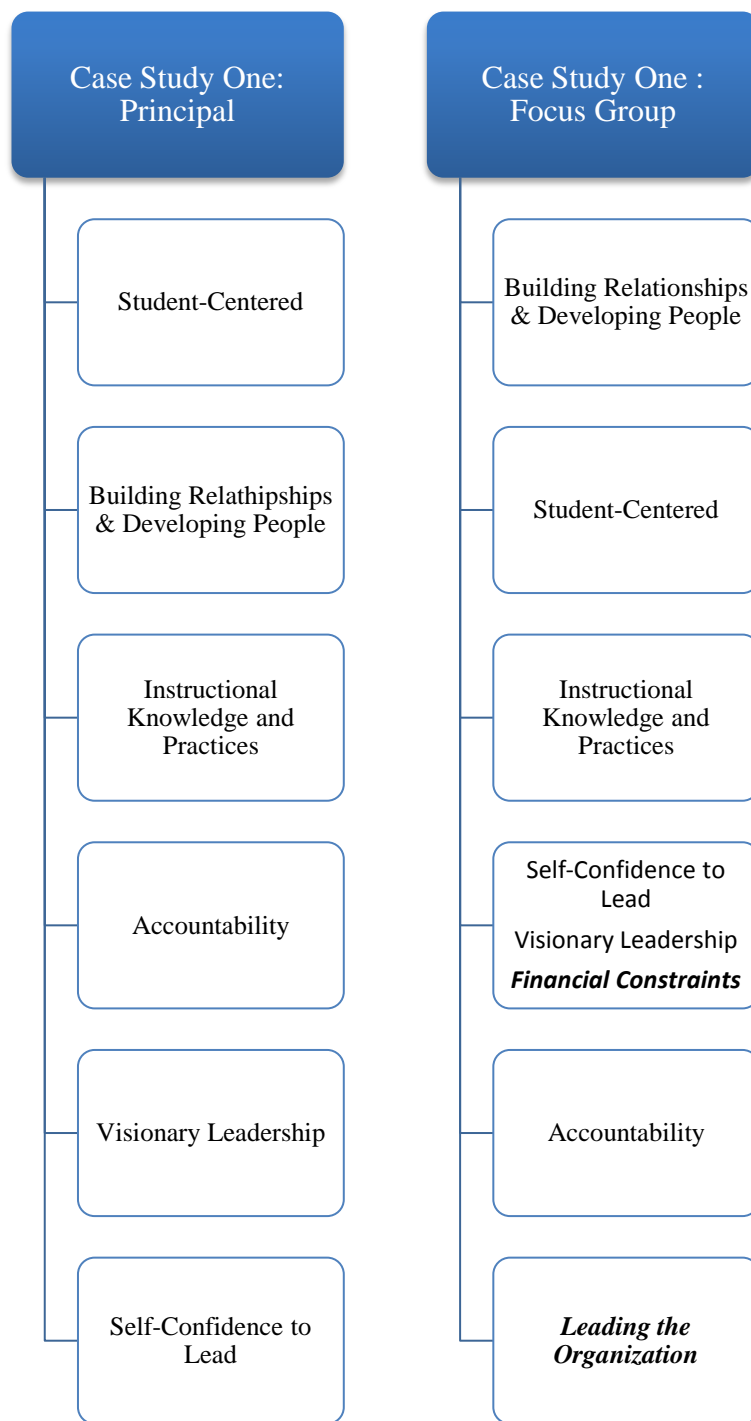 Case Study One:
Principal
Student-Centered
Building Relathipships
& Developing People
Instructional
Knowledge and
Practices
Accountability
Visionary Leadership
Self-Confidence to
Lead
Case Study One :
Focus Group
Building Relationships
& Developing People
Student-Centered
Instructional
Knowledge and
Practices
Self-Confidence to
Lead
Visionary Leadership
Financial Constraints
Accountability
Leading the
Organization